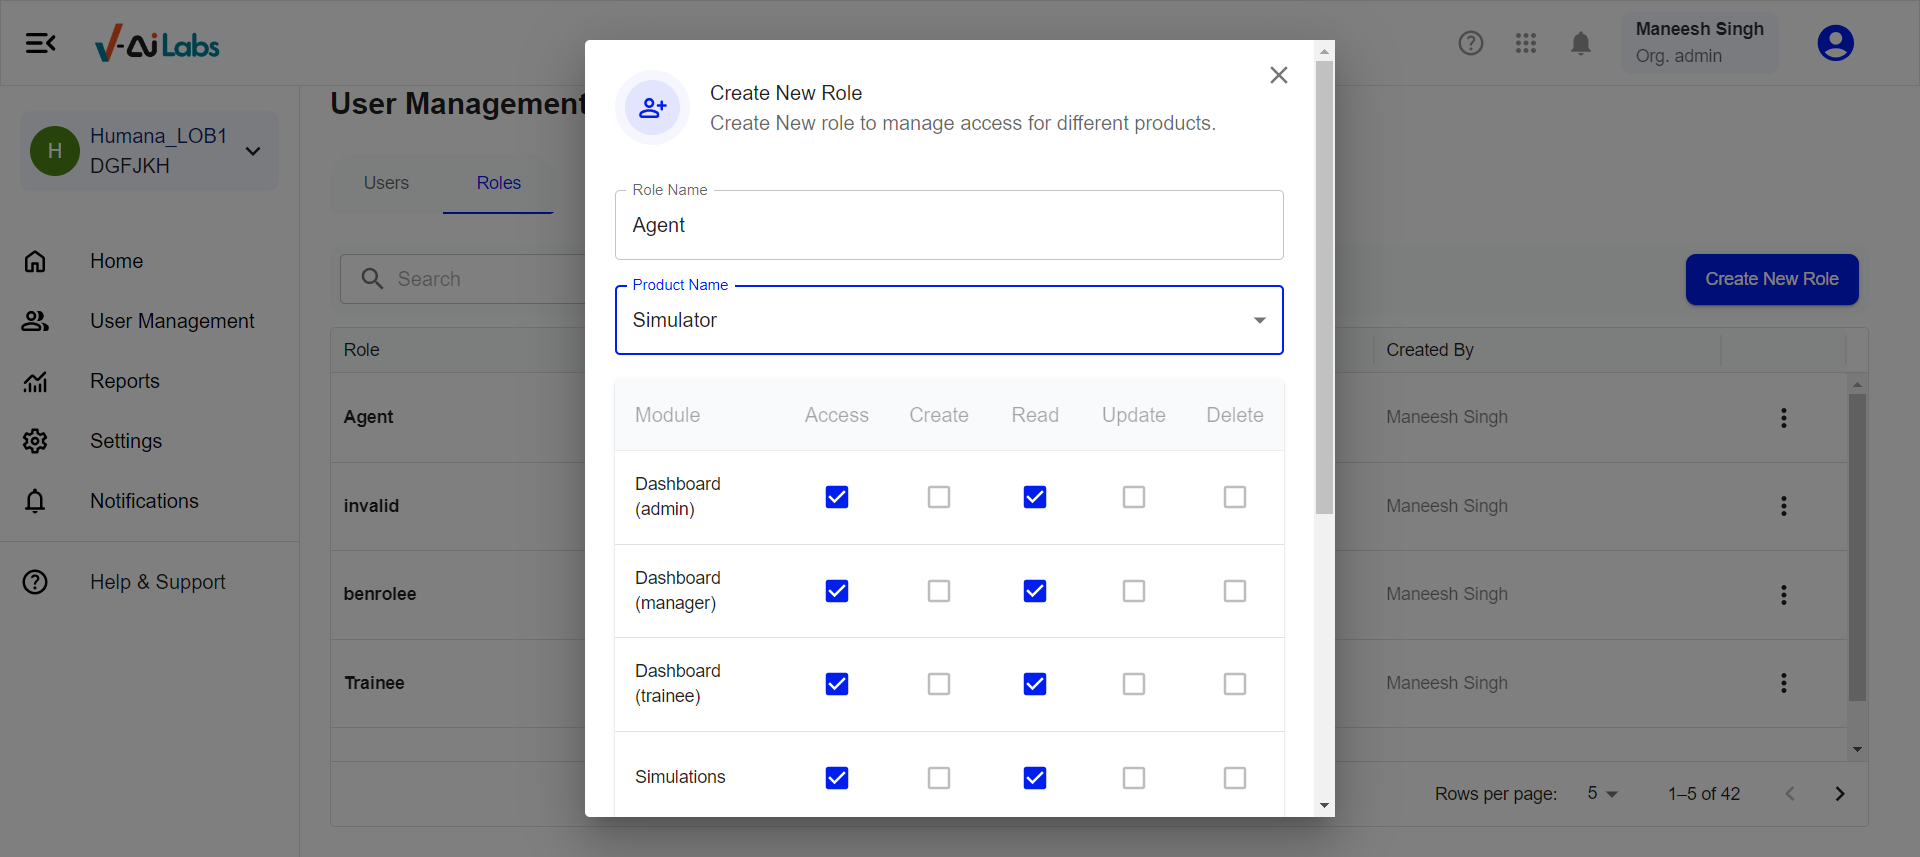 V-Ai Labs
Maneesh Singh
Org. admin
H
Humana_LOB1
DGFJKH
Home
User Management
Reports
Settings
Notifications
Help & Support
User Management
Users
Roles
Search
Create New Role
Role
Created By
Agent
Maneesh Singh
invalid
Maneesh Singh
benrolee
Maneesh Singh
Trainee
Maneesh Singh
Rows per page:
5
1–5 of 42
Create New Role
Create New role to manage access for different products.
Role Name
Agent
Product Name
Simulator
Module Access Create Read Update Delete
Dashboard
(admin)
Dashboard
(manager)
Dashboard
(trainee)
Simulations